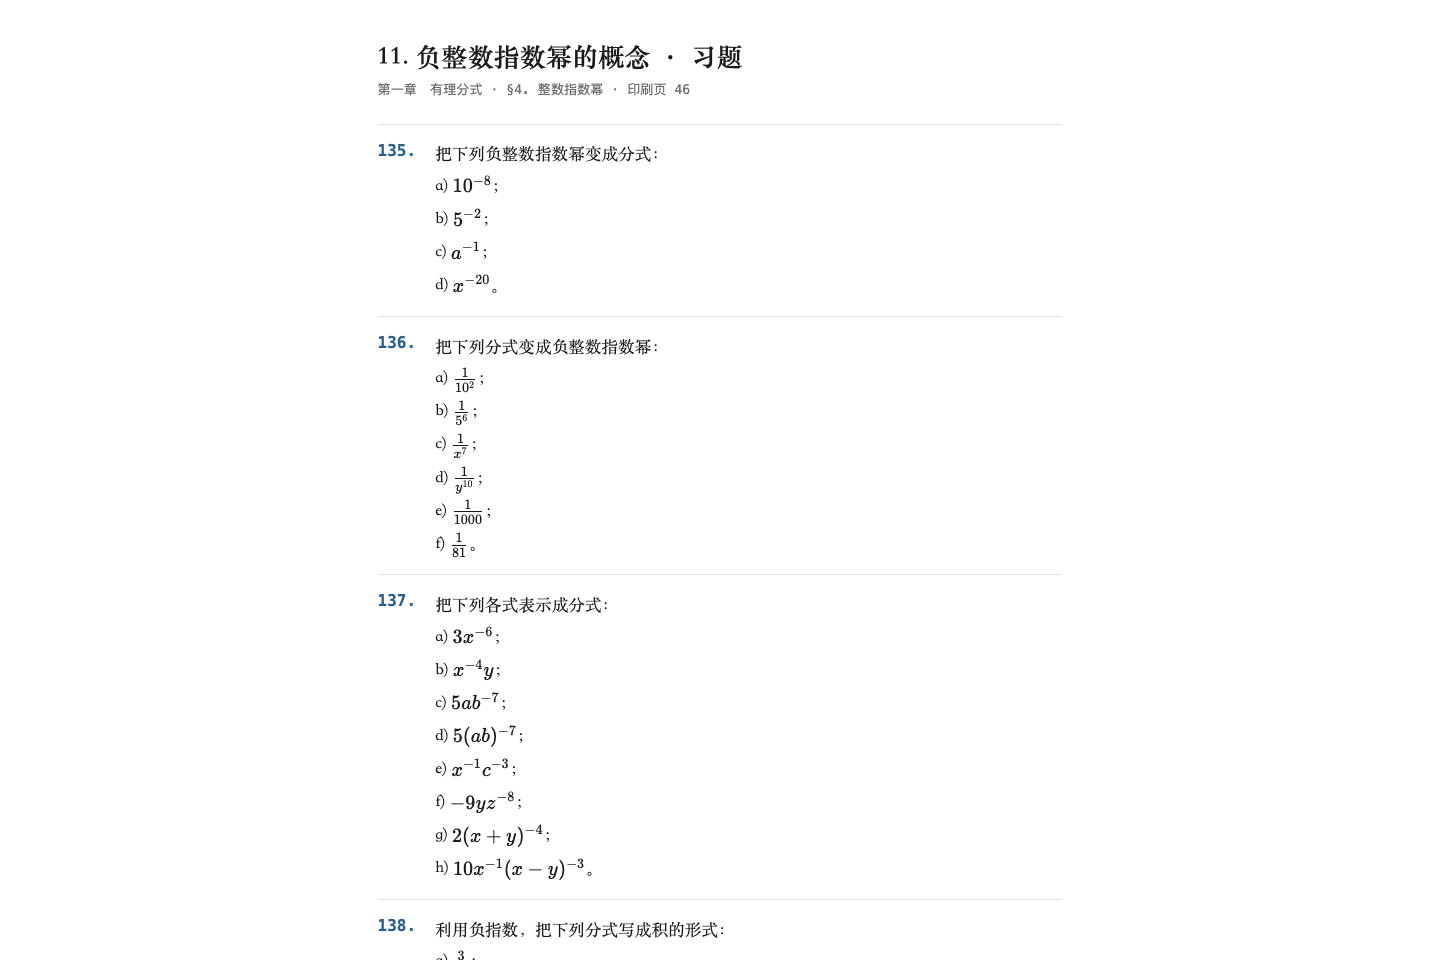 11. 负整数指数幂的概念 · 习题
第一章 有理分式 · §4. 整数指数幂 · 印刷页 46
135. 把下列负整数指数幂变成分式：
a) 10^{-8}；
b) 5^{-2}；
c) a^{-1}；
d) x^{-20}。
136. 把下列分式变成负整数指数幂：
a) \frac{1}{10^2}；
b) \frac{1}{5^6}；
c) \frac{1}{x^7}；
d) \frac{1}{y^{10}}；
e) \frac{1}{1000}；
f) \frac{1}{81}。
137. 把下列各式表示成分式：
a) 3x^{-6}；
b) x^{-4}y；
c) 5ab^{-7}；
d) 5(ab)^{-7}；
e) x^{-1}c^{-3}；
f) −9yz^{-8}；
g) 2(x + y)^{-4}；
h) 10x^{-1}(x − y)^{-3}。
138. 利用负指数，把下列分式写成积的形式：